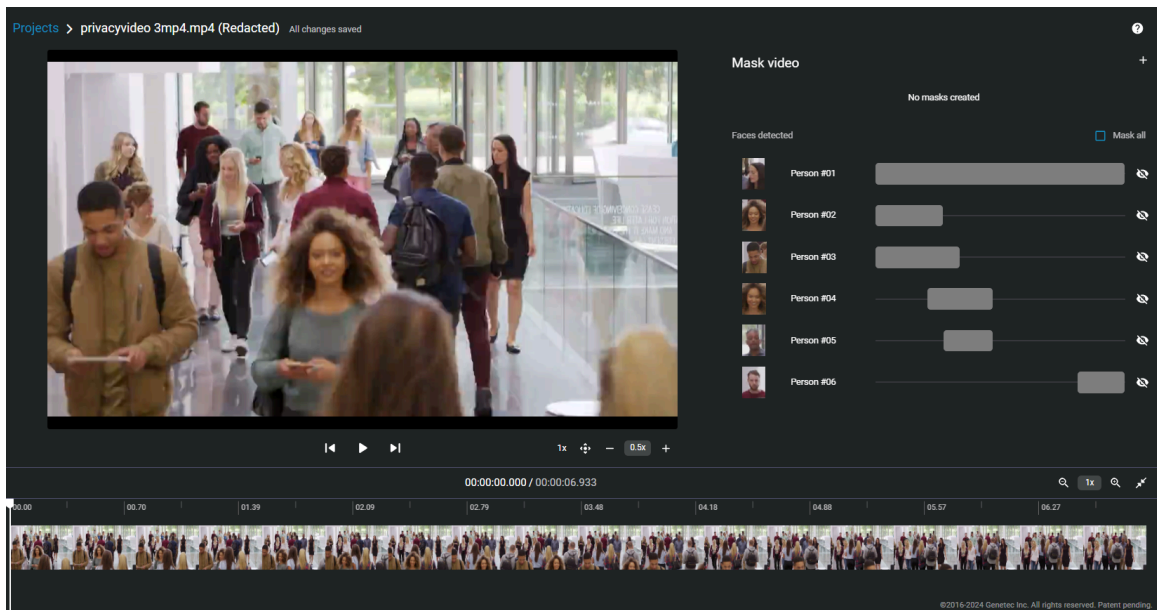 Projects > privacyvideo 3mp4.mp4 (Redacted) All changes saved
Mask video
No masks created
Faces detected Mask all
Person #01
Person #02
Person #03
Person #04
Person #05
Person #06
1x 0.5x
00:00:00.000 / 00:00:06.933 1x
00.00 00.70 01.39 02.09 02.79 03.48 04.18 04.88 05.57 06.27
©2016-2024 Genetec Inc. All rights reserved. Patent pending.